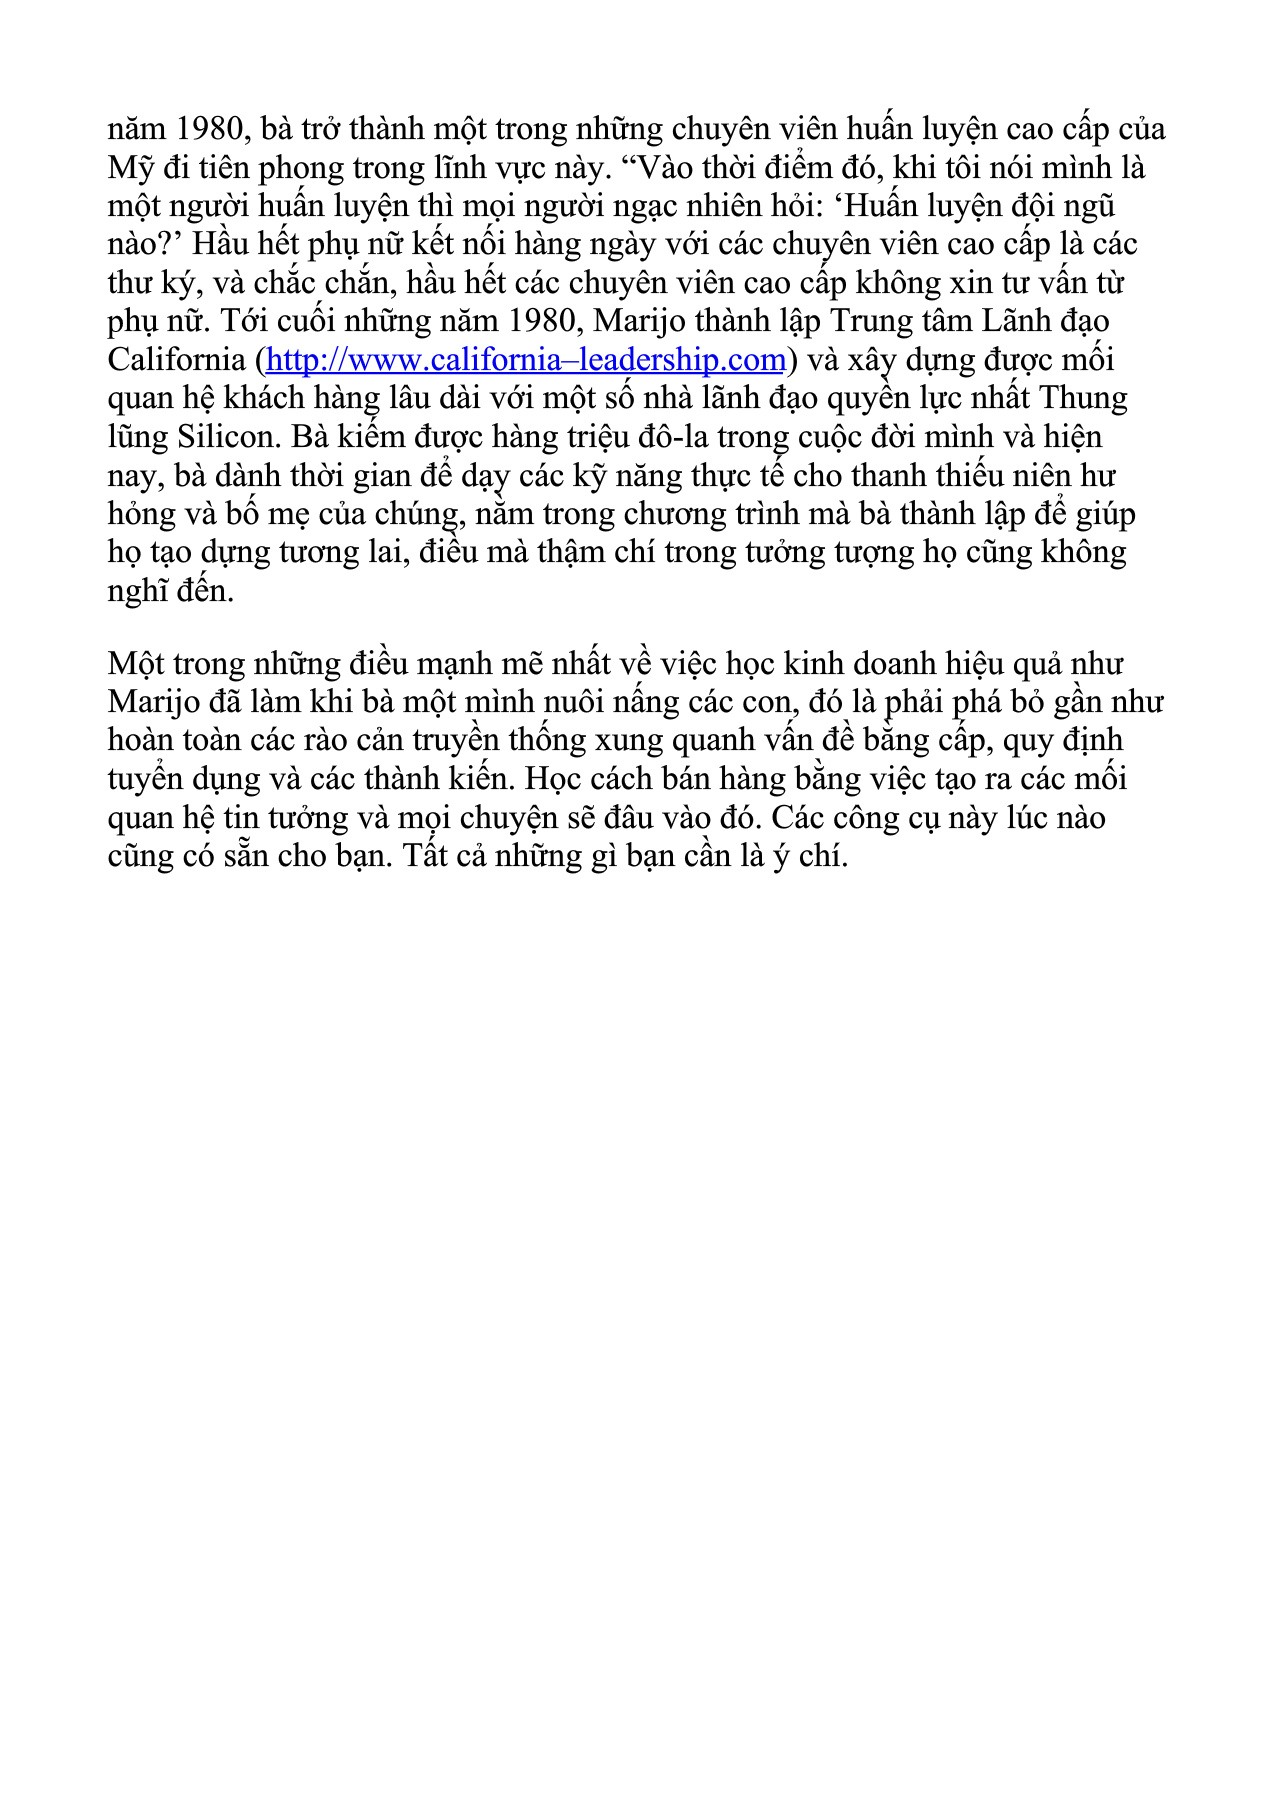 năm 1980, bà trở thành một trong những chuyên viên huấn luyện cao cấp của
Mỹ đi tiên phong trong lĩnh vực này. “Vào thời điểm đó, khi tôi nói mình là
một người huấn luyện thì mọi người ngạc nhiên hỏi: ‘Huấn luyện đội ngũ
nào?’ Hầu hết phụ nữ kết nối hàng ngày với các chuyên viên cao cấp là các
thư ký, và chắc chắn, hầu hết các chuyên viên cao cấp không xin tư vấn từ
phụ nữ. Tới cuối những năm 1980, Marijo thành lập Trung tâm Lãnh đạo
California (http://www.california–leadership.com) và xây dựng được mối
quan hệ khách hàng lâu dài với một số nhà lãnh đạo quyền lực nhất Thung
lũng Silicon. Bà kiếm được hàng triệu đô-la trong cuộc đời mình và hiện
nay, bà dành thời gian để dạy các kỹ năng thực tế cho thanh thiếu niên hư
hỏng và bố mẹ của chúng, nằm trong chương trình mà bà thành lập để giúp
họ tạo dựng tương lai, điều mà thậm chí trong tưởng tượng họ cũng không
nghĩ đến.
Một trong những điều mạnh mẽ nhất về việc học kinh doanh hiệu quả như
Marijo đã làm khi bà một mình nuôi nấng các con, đó là phải phá bỏ gần như
hoàn toàn các rào cản truyền thống xung quanh vấn đề bằng cấp, quy định
tuyển dụng và các thành kiến. Học cách bán hàng bằng việc tạo ra các mối
quan hệ tin tưởng và mọi chuyện sẽ đâu vào đó. Các công cụ này lúc nào
cũng có sẵn cho bạn. Tất cả những gì bạn cần là ý chí.